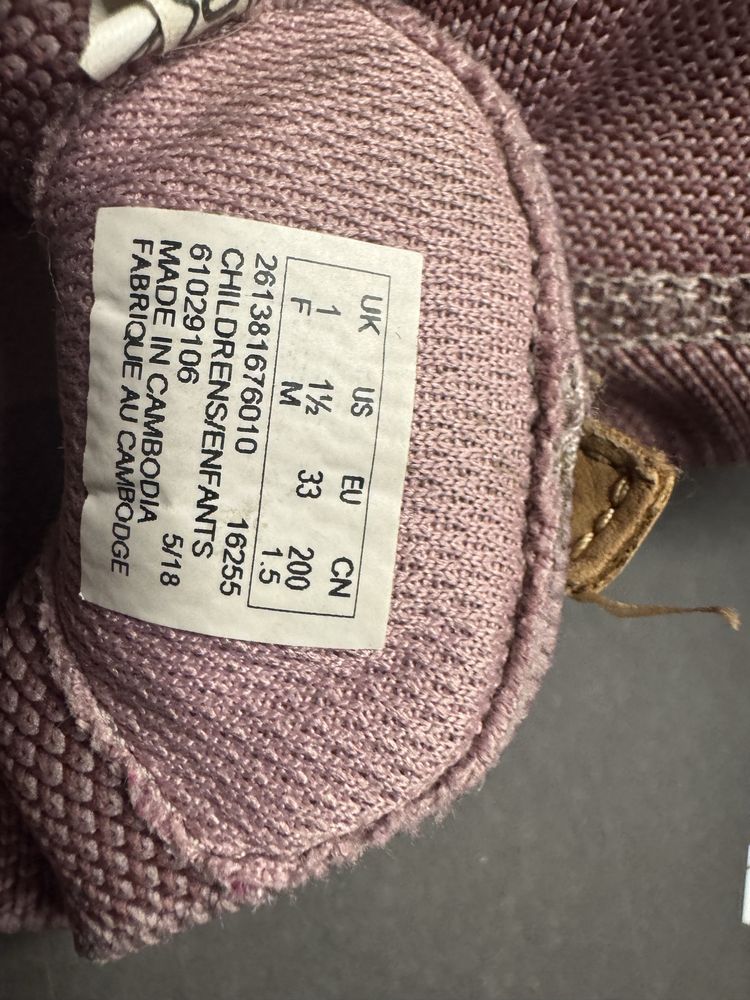 UK US EU CN
1 1½ 33 200
F M 1.5
261381676010
CHILDRENS/ENFANTS 16255
61029106
MADE IN CAMBODIA 5/18
FABRIQUE AU CAMBODGE